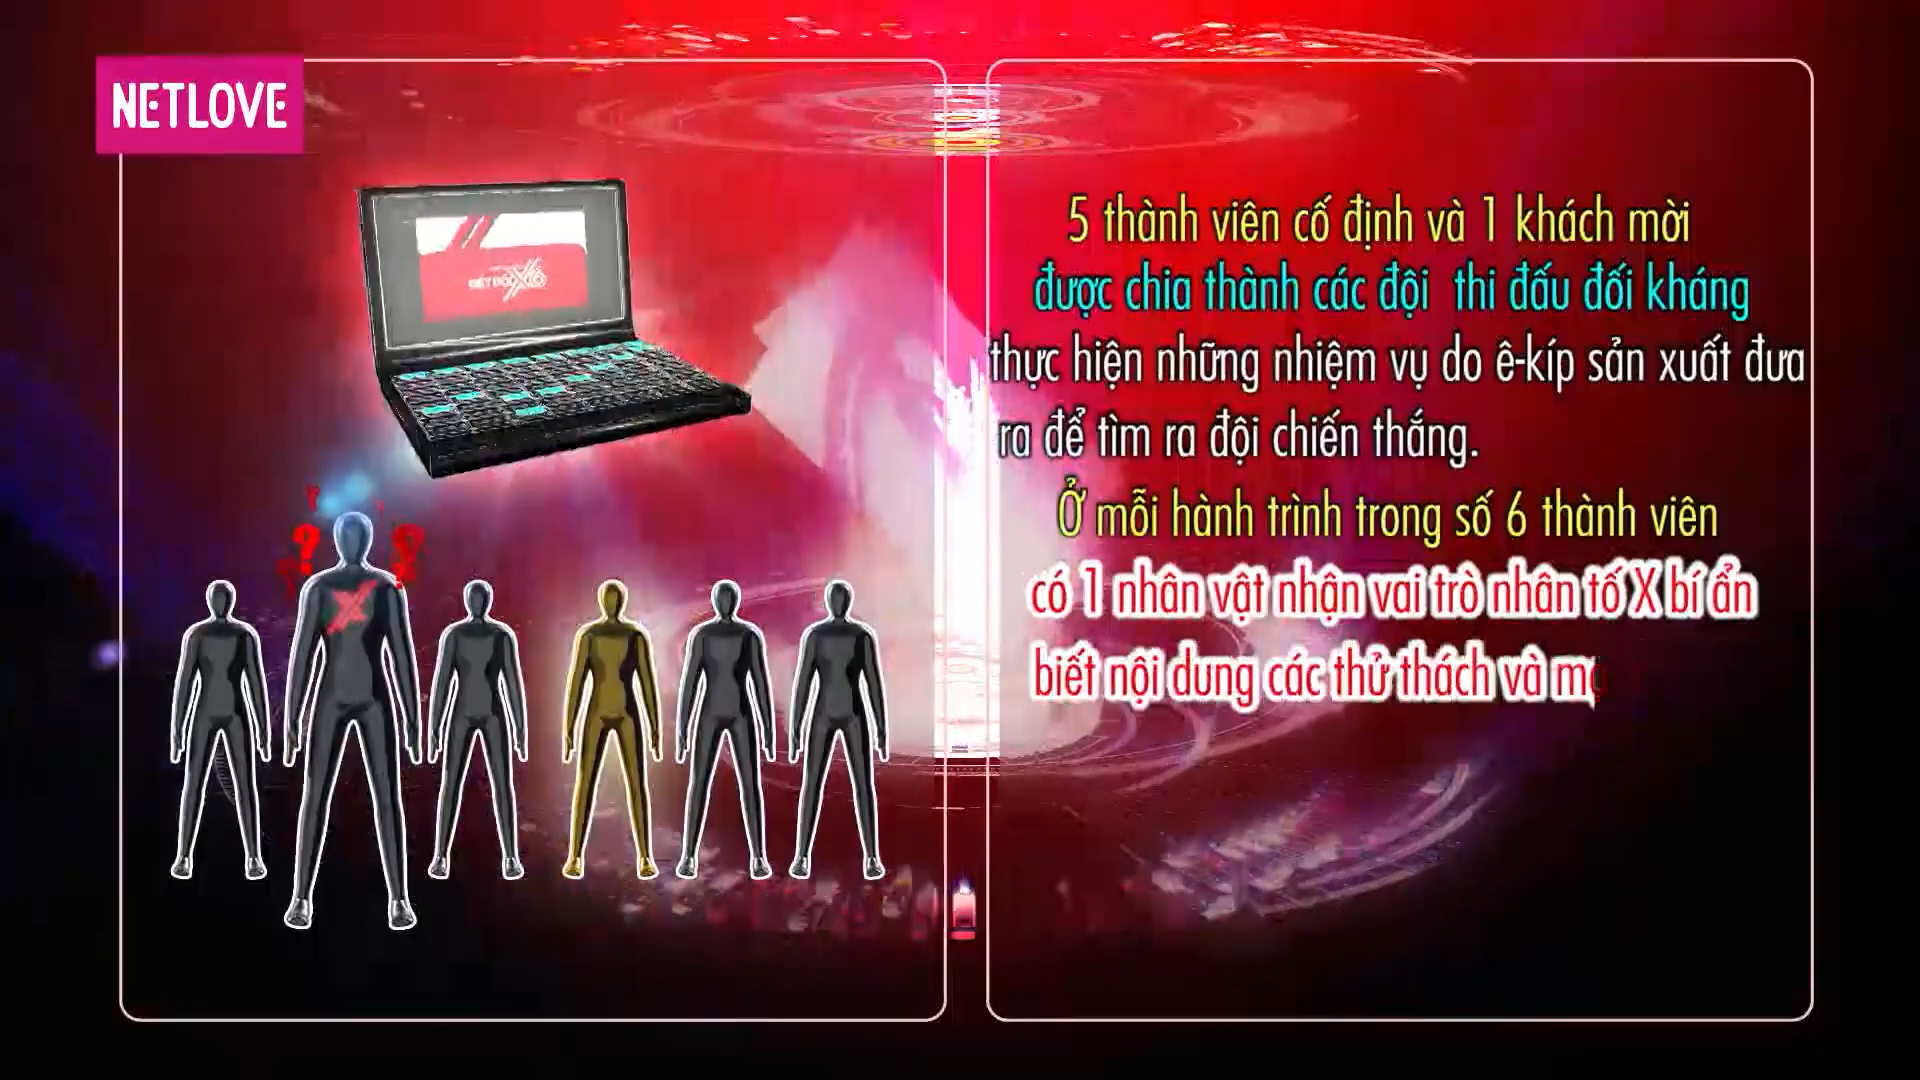 NETLOVE
5 thành viên cố định và 1 khách mời
được chia thành các đội thi đấu đối kháng
thực hiện những nhiệm vụ do ê-kíp sản xuất đưa
ra để tìm ra đội chiến thắng.
Ở mỗi hành trình trong số 6 thành viên
có 1 nhân vật nhận vai trò nhân tố X bí ẩn
biết nội dung các thử thách và